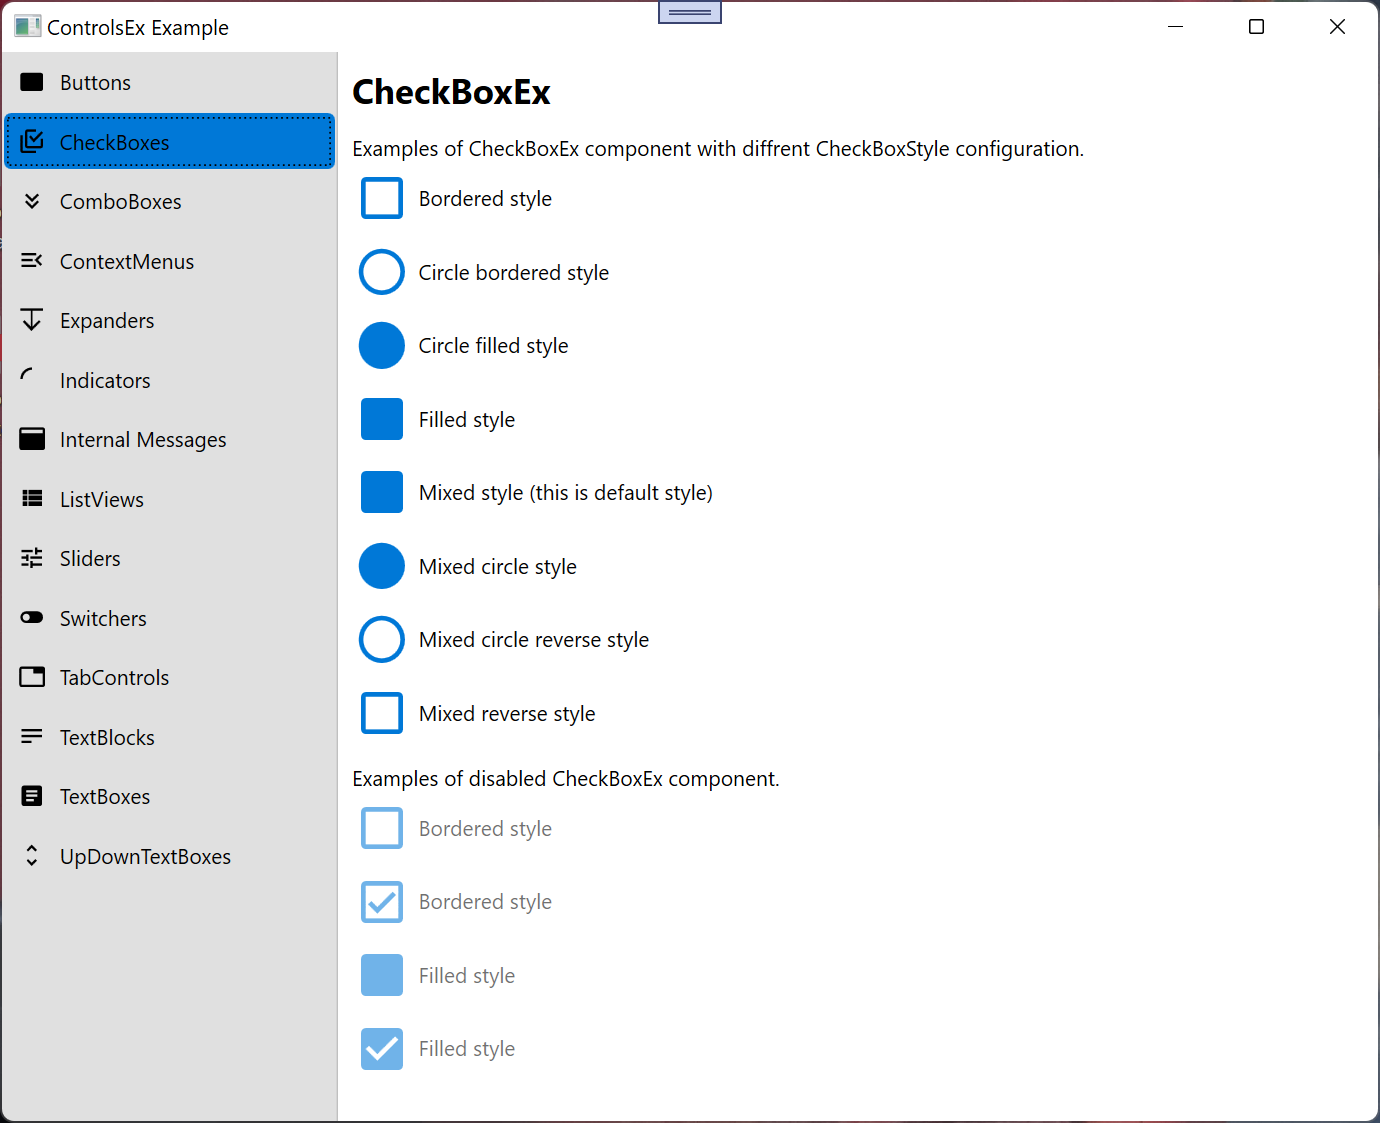 ControlsEx Example
Buttons
CheckBoxes
ComboBoxes
ContextMenus
Expanders
Indicators
Internal Messages
ListViews
Sliders
Switchers
TabControls
TextBlocks
TextBoxes
UpDownTextBoxes
CheckBoxEx
Examples of CheckBoxEx component with diffrent CheckBoxStyle configuration.
Bordered style
Circle bordered style
Circle filled style
Filled style
Mixed style (this is default style)
Mixed circle style
Mixed circle reverse style
Mixed reverse style
Examples of disabled CheckBoxEx component.
Bordered style
Bordered style
Filled style
Filled style